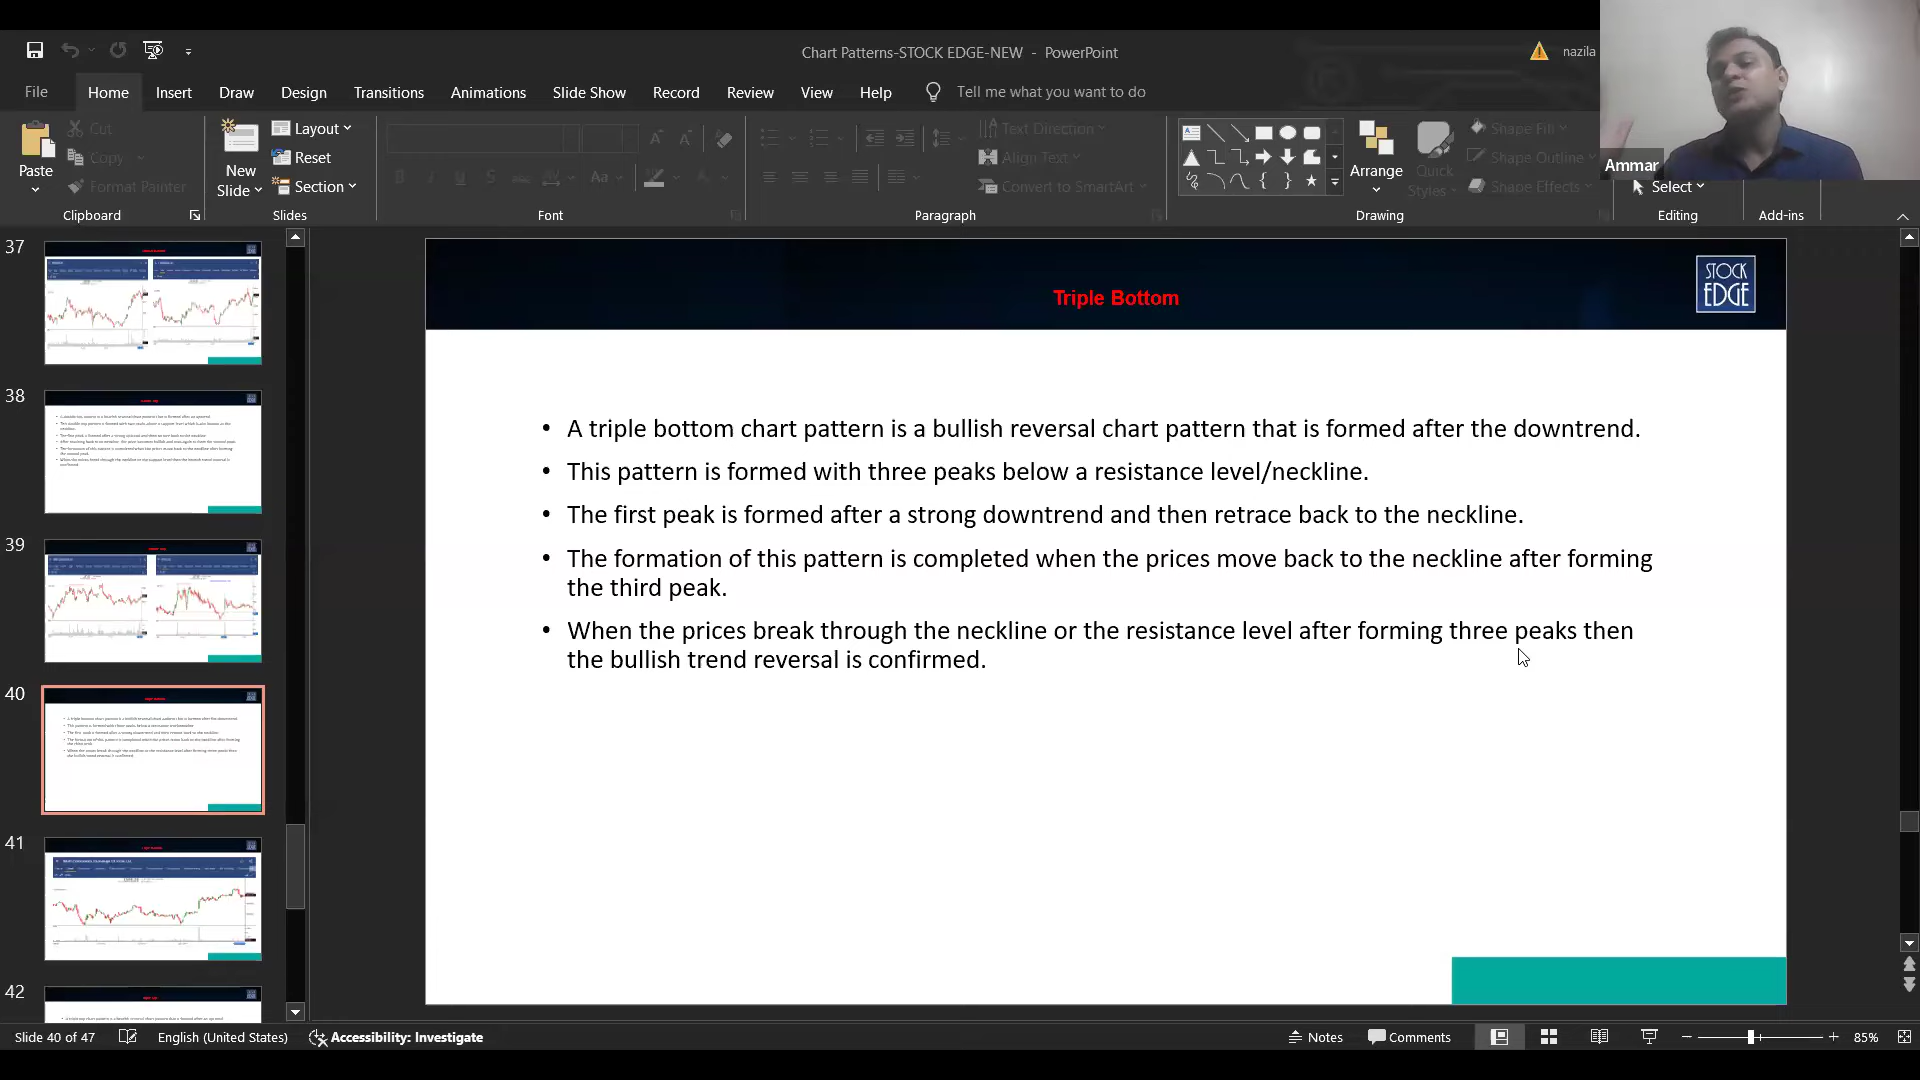 Chart Patterns-STOCK EDGE-NEW - PowerPoint
nazila
File Home Insert Draw Design Transitions Animations Slide Show Record Review View Help Tell me what you want to do
Paste
Cut
Copy
Format Painter
Clipboard
New
Slide
Layout
Reset
Section
Slides
Aa
Font
Text Direction
Align Text
Convert to SmartArt
Paragraph
Arrange
Quick
Styles
Drawing
Shape Fill
Shape Outline
Shape Effects
Select
Editing
Add-ins
Ammar
37
38
39
40
41
42
Triple Bottom
STOCK
EDGE
• A triple bottom chart pattern is a bullish reversal chart pattern that is formed after the downtrend.
• This pattern is formed with three peaks below a resistance level/neckline.
• The first peak is formed after a strong downtrend and then retrace back to the neckline.
• The formation of this pattern is completed when the prices move back to the neckline after forming
the third peak.
• When the prices break through the neckline or the resistance level after forming three peaks then
the bullish trend reversal is confirmed.
Slide 40 of 47 English (United States) Accessibility: Investigate Notes Comments 85%